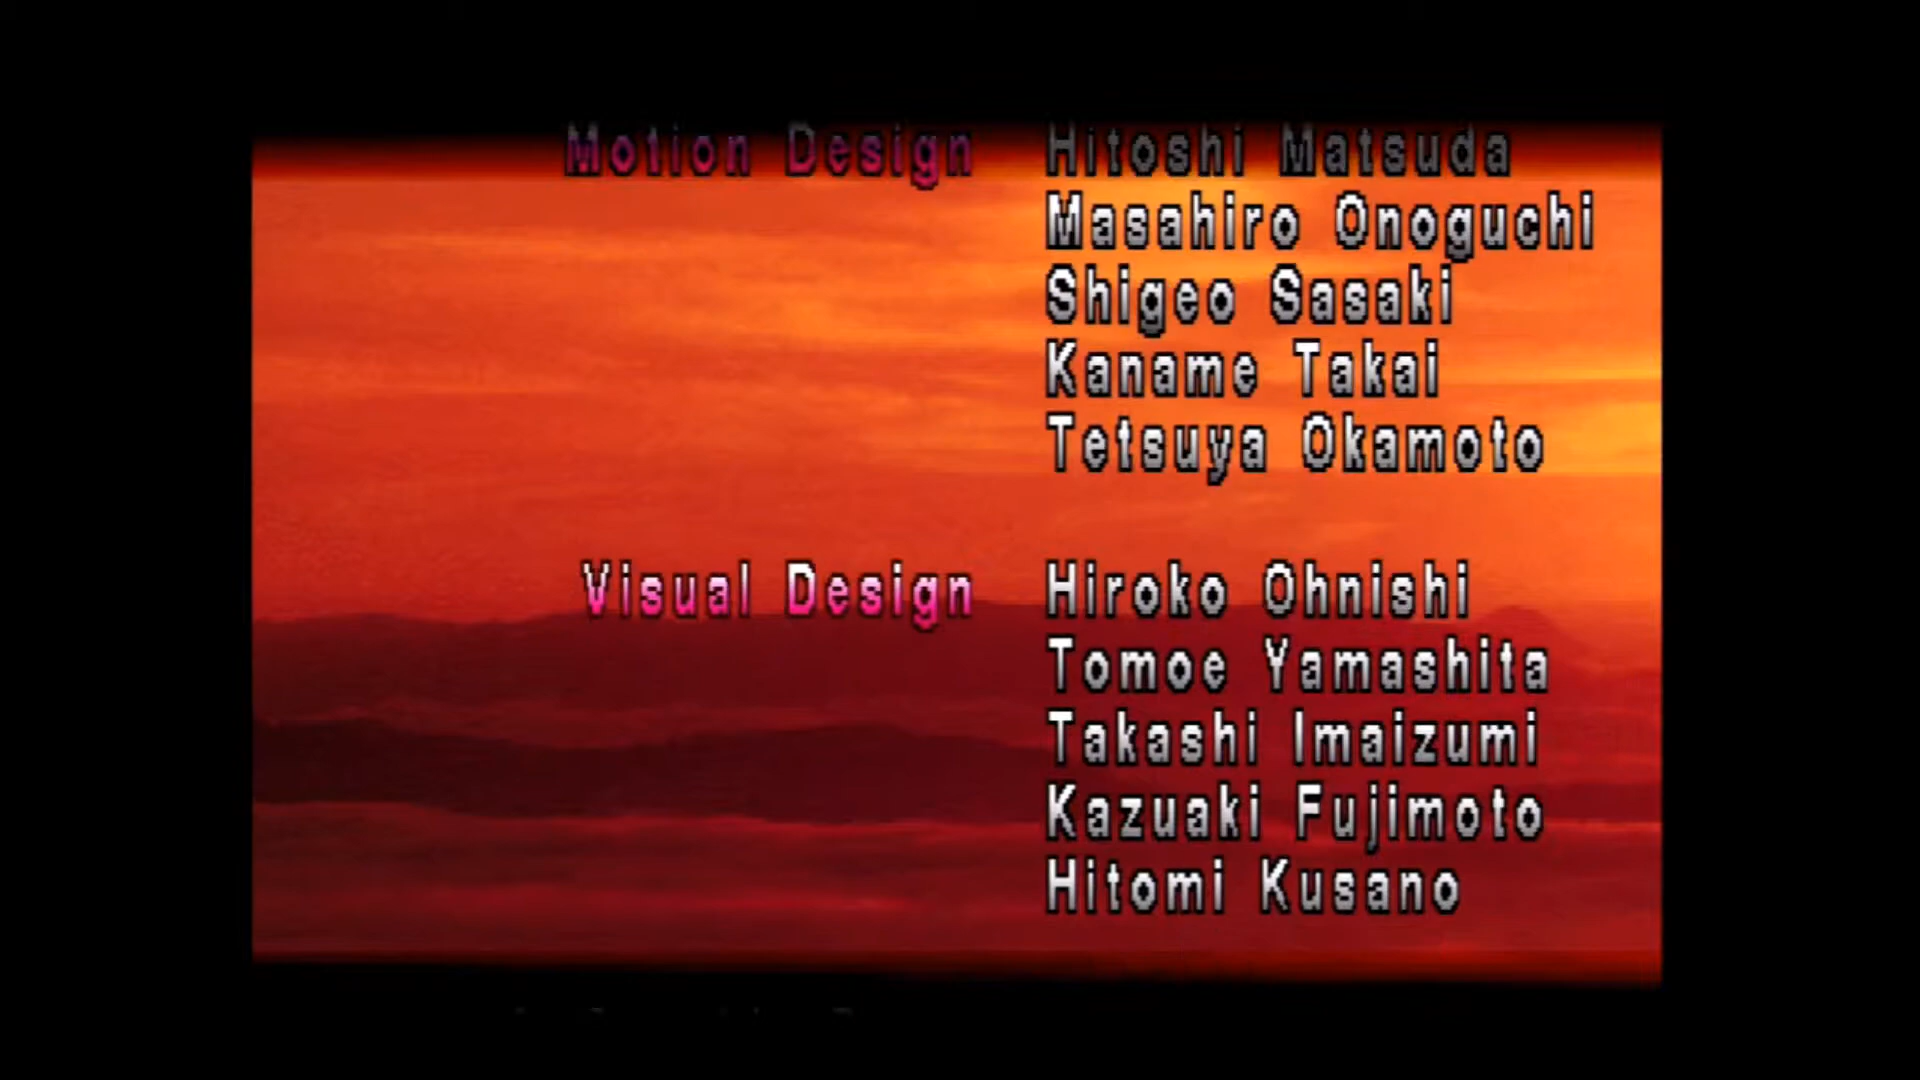 Motion Design Hitoshi Matsuda
Masahiro Onoguchi
Shigeo Sasaki
Kaname Takai
Tetsuya Okamoto
Visual Design Hiroko Ohnishi
Tomoe Yamashita
Takashi Imaizumi
Kazuaki Fujimoto
Hitomi Kusano